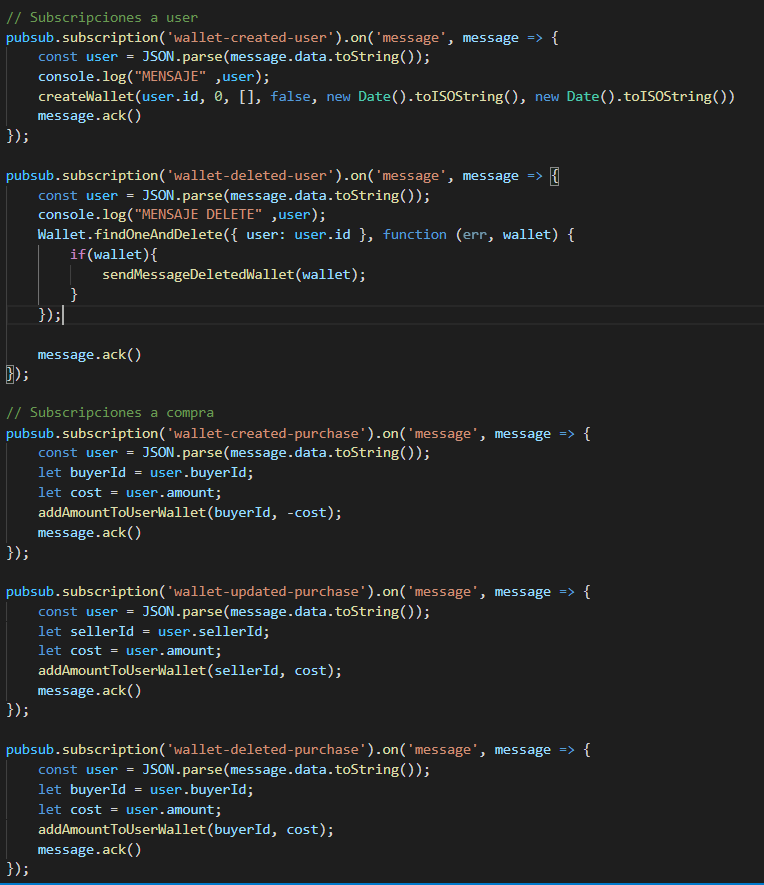 // Subscripciones a user
pubsub.subscription('wallet-created-user').on('message', message => {
    const user = JSON.parse(message.data.toString());
    console.log("MENSAJE" ,user);
    createWallet(user.id, 0, [], false, new Date().toISOString(), new Date().toISOString())
    message.ack()
});

pubsub.subscription('wallet-deleted-user').on('message', message => {
    const user = JSON.parse(message.data.toString());
    console.log("MENSAJE DELETE" ,user);
    Wallet.findOneAndDelete({ user: user.id }, function (err, wallet) {
        if(wallet){
            sendMessageDeletedWallet(wallet);
        }
    });

    message.ack()
});

// Subscripciones a compra
pubsub.subscription('wallet-created-purchase').on('message', message => {
    const user = JSON.parse(message.data.toString());
    let buyerId = user.buyerId;
    let cost = user.amount;
    addAmountToUserWallet(buyerId, -cost);
    message.ack()
});

pubsub.subscription('wallet-updated-purchase').on('message', message => {
    const user = JSON.parse(message.data.toString());
    let sellerId = user.sellerId;
    let cost = user.amount;
    addAmountToUserWallet(sellerId, cost);
    message.ack()
});

pubsub.subscription('wallet-deleted-purchase').on('message', message => {
    const user = JSON.parse(message.data.toString());
    let buyerId = user.buyerId;
    let cost = user.amount;
    addAmountToUserWallet(buyerId, cost);
    message.ack()
});